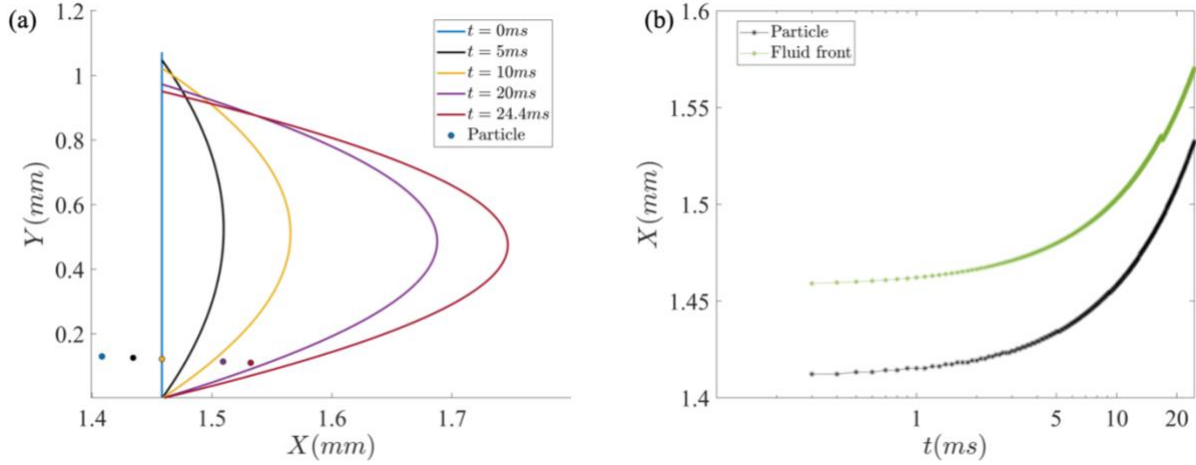 (a)
1.2
1
0.8
0.6
0.4
0.2
Y(mm)
1.4
1.5
1.6
1.7
X(mm)
t = 0ms
t = 5ms
t = 10ms
t = 20ms
t = 24.4ms
Particle
(b)
1.6
1.55
1.5
1.45
1.4
X(mm)
1
5
10
20
t(ms)
Particle
Fluid front